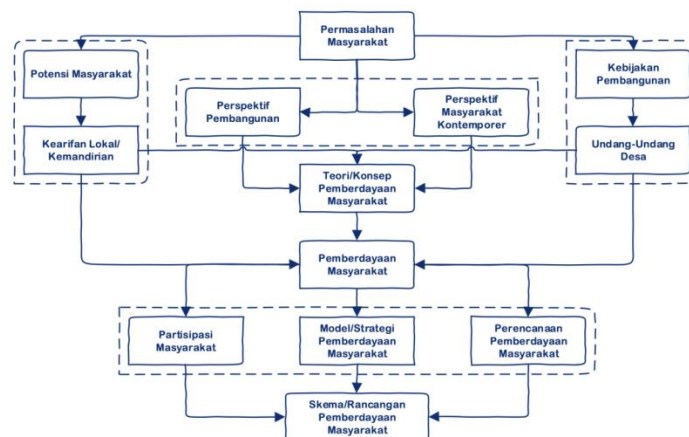 Permasalahan
Masyarakat
Potensi Masyarakat
Kebijakan
Pembangunan
Perspektif
Pembangunan
Perspektif
Masyarakat
Kontemporer
Kearifan Lokal/
Kemandirian
Undang-Undang
Desa
Teori/Konsep
Pemberdayaan
Masyarakat
Pemberdayaan
Masyarakat
Partisipasi
Masyarakat
Model/Strategi
Pemberdayaan
Masyarakat
Perencanaan
Pemberdayaan
Masyarakat
Skema/Rancangan
Pemberdayaan
Masyarakat